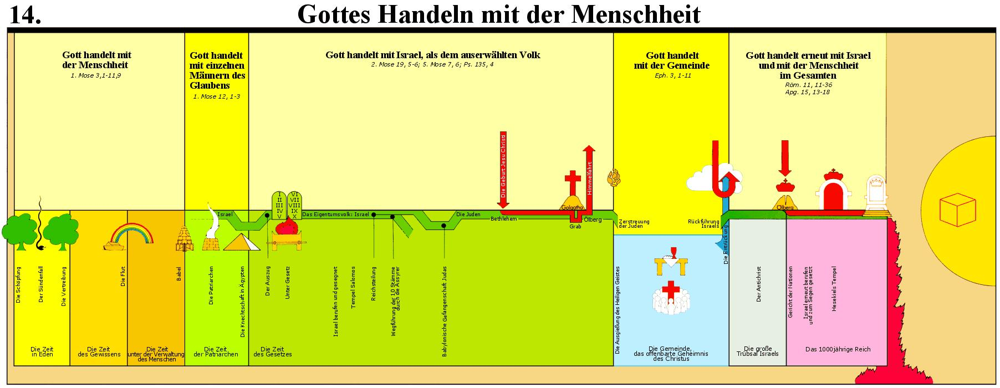 14.
Gottes Handeln mit der Menschheit
Gott handelt mit
der Menschheit
1. Mose 3,1-11,9
Gott handelt
mit einzelnen
Männern des
Glaubens
1. Mose 12, 1-3
Gott handelt mit Israel, als dem auserwählten Volk
2. Mose 19, 5-6; 5. Mose 7, 6; Ps. 135, 4
Gott handelt
mit der Gemeinde
Eph. 3, 1-11
Gott handelt erneut mit Israel
und mit der Menschheit
im Gesamten
Röm. 11, 11-36
Apg. 15, 13-18
Die Geburt Jesu Christi
Himmelfahrt
I
II
III
IV
V
VI
VII
VIII
IX
X
Israel
Das Eigentumsvolk: Israel
Die Juden
Bethlehem
Golgatha
Grab
Ölberg
Zerstreuung
der Juden
Rückführung
Israels
Die Entrückung
Ölberg
Die Schöpfung
Der Sündenfall
Die Vertreibung
Die Flut
Babel
Die Patriarchen
Die Knechtschaft in Ägypten
Der Auszug
Unter Gesetz
Israel berufen und gesegnet
Tempel Salomos
Reichsteilung
Wegführung der 10 Stämme
durch die Assyrer
Babylonische Gefangenschaft Judas
Die Ausgießung des Heiligen Geistes
Der Antichrist
Gericht der Nationen
Israel erneut berufen
und zum Segen gesetzt
Hesekiels Tempel
Die Zeit
in Eden
Die Zeit
des Gewissens
Die Zeit
unter der Verwaltung
des Menschen
Die Zeit
der Patriarchen
Die Zeit
des Gesetzes
Die Gemeinde,
das offenbarte Geheimnis
des Christus
Die große
Trübsal Israels
Das 1000jährige Reich